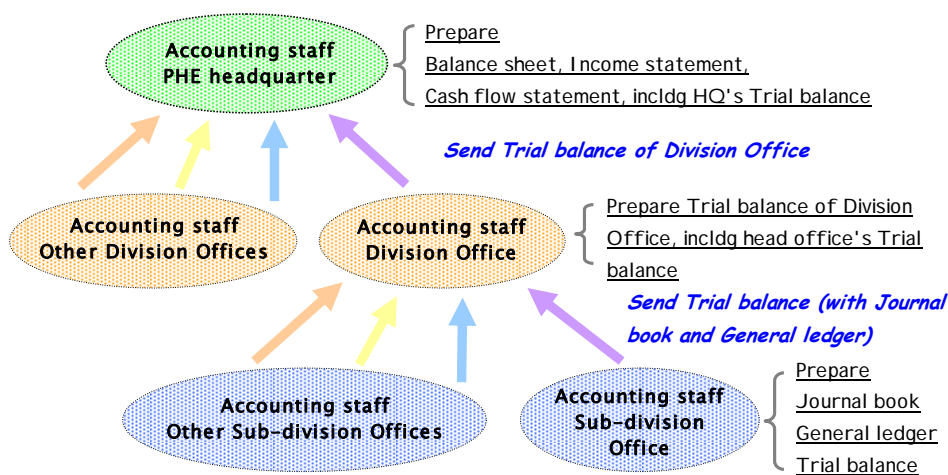 Accounting staff
PHE headquarter
Prepare
Balance sheet, Income statement,
Cash flow statement, incldg HQ's Trial balance
Send Trial balance of Division Office
Accounting staff
Other Division Offices
Accounting staff
Division Office
Prepare Trial balance of Division
Office, incldg head office's Trial
balance
Send Trial balance (with Journal
book and General ledger)
Accounting staff
Other Sub-division Offices
Accounting staff
Sub-division
Office
Prepare
Journal book
General ledger
Trial balance